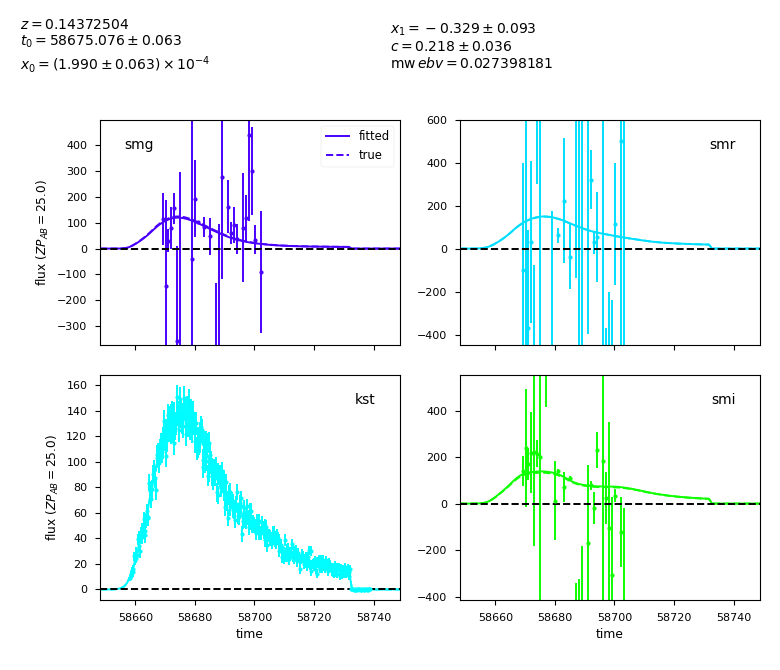 z = 0.14372504
t₀ = 58675.076 ± 0.063
x₀ = (1.990 ± 0.063) × 10⁻⁴
x₁ = −0.329 ± 0.093
c = 0.218 ± 0.036
mw ebv = 0.027398181
smg
fitted
true
flux (ZP_AB = 25.0)
500
400
300
200
100
0
−100
−200
−300
smr
600
400
200
0
−200
−400
kst
flux (ZP_AB = 25.0)
160
140
120
100
80
60
40
20
0
58660 58680 58700 58720 58740
time
smi
400
200
0
−200
−400
58660 58680 58700 58720 58740
time